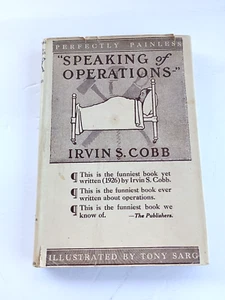 PERFECTLY PAINLESS
"SPEAKING of
OPERATIONS-"
IRVIN S. COBB
¶ This is the funniest book yet
written (1926) by Irvin S. Cobb.
¶ This is the funniest book ever
written about operations.
¶ This is the funniest book we
know of. —The Publishers.
ILLUSTRATED BY TONY SARG